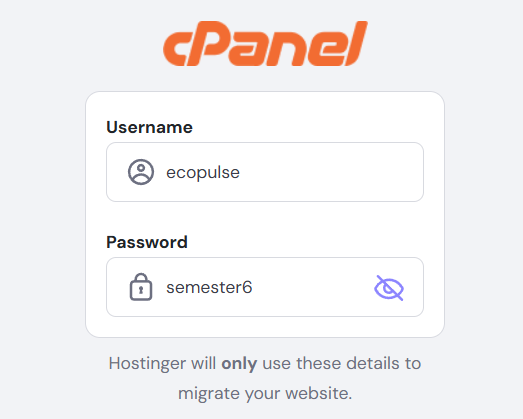 cPanel
Username
ecopulse
Password
semester6
Hostinger will only use these details to
migrate your website.